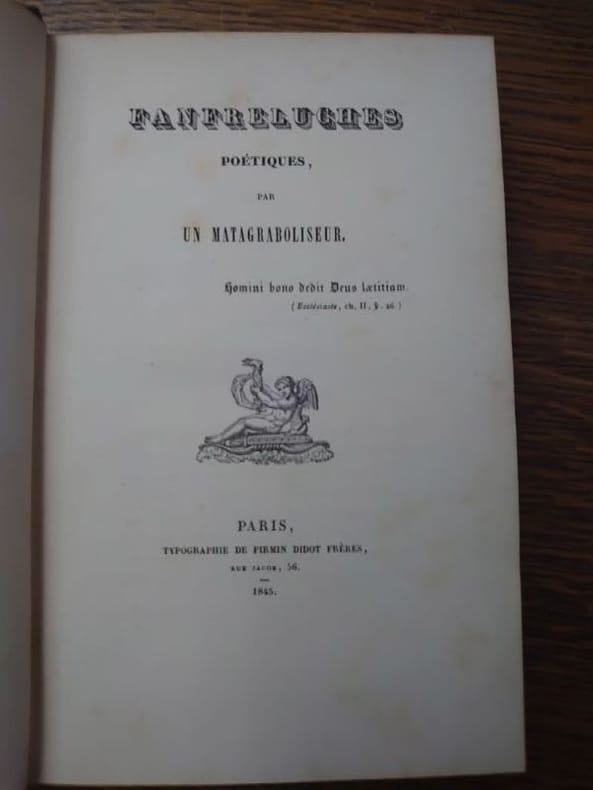 FANFRELUCHES
POÉTIQUES,
PAR
UN MATAGRABOLISEUR.
Homini bono dedit Deus lætitiam.
(Ecclésiaste, ch. II, ℣. 26.)
PARIS,
TYPOGRAPHIE DE FIRMIN DIDOT FRÈRES,
RUE JACOB, 56.
1845.